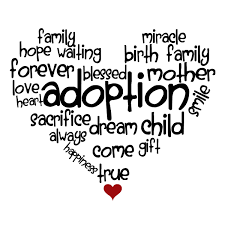 family miracle
hope waiting birth family
forever blessed mother
love adoption smile
heart
sacrifice dream child
always
come gift
happiness
true